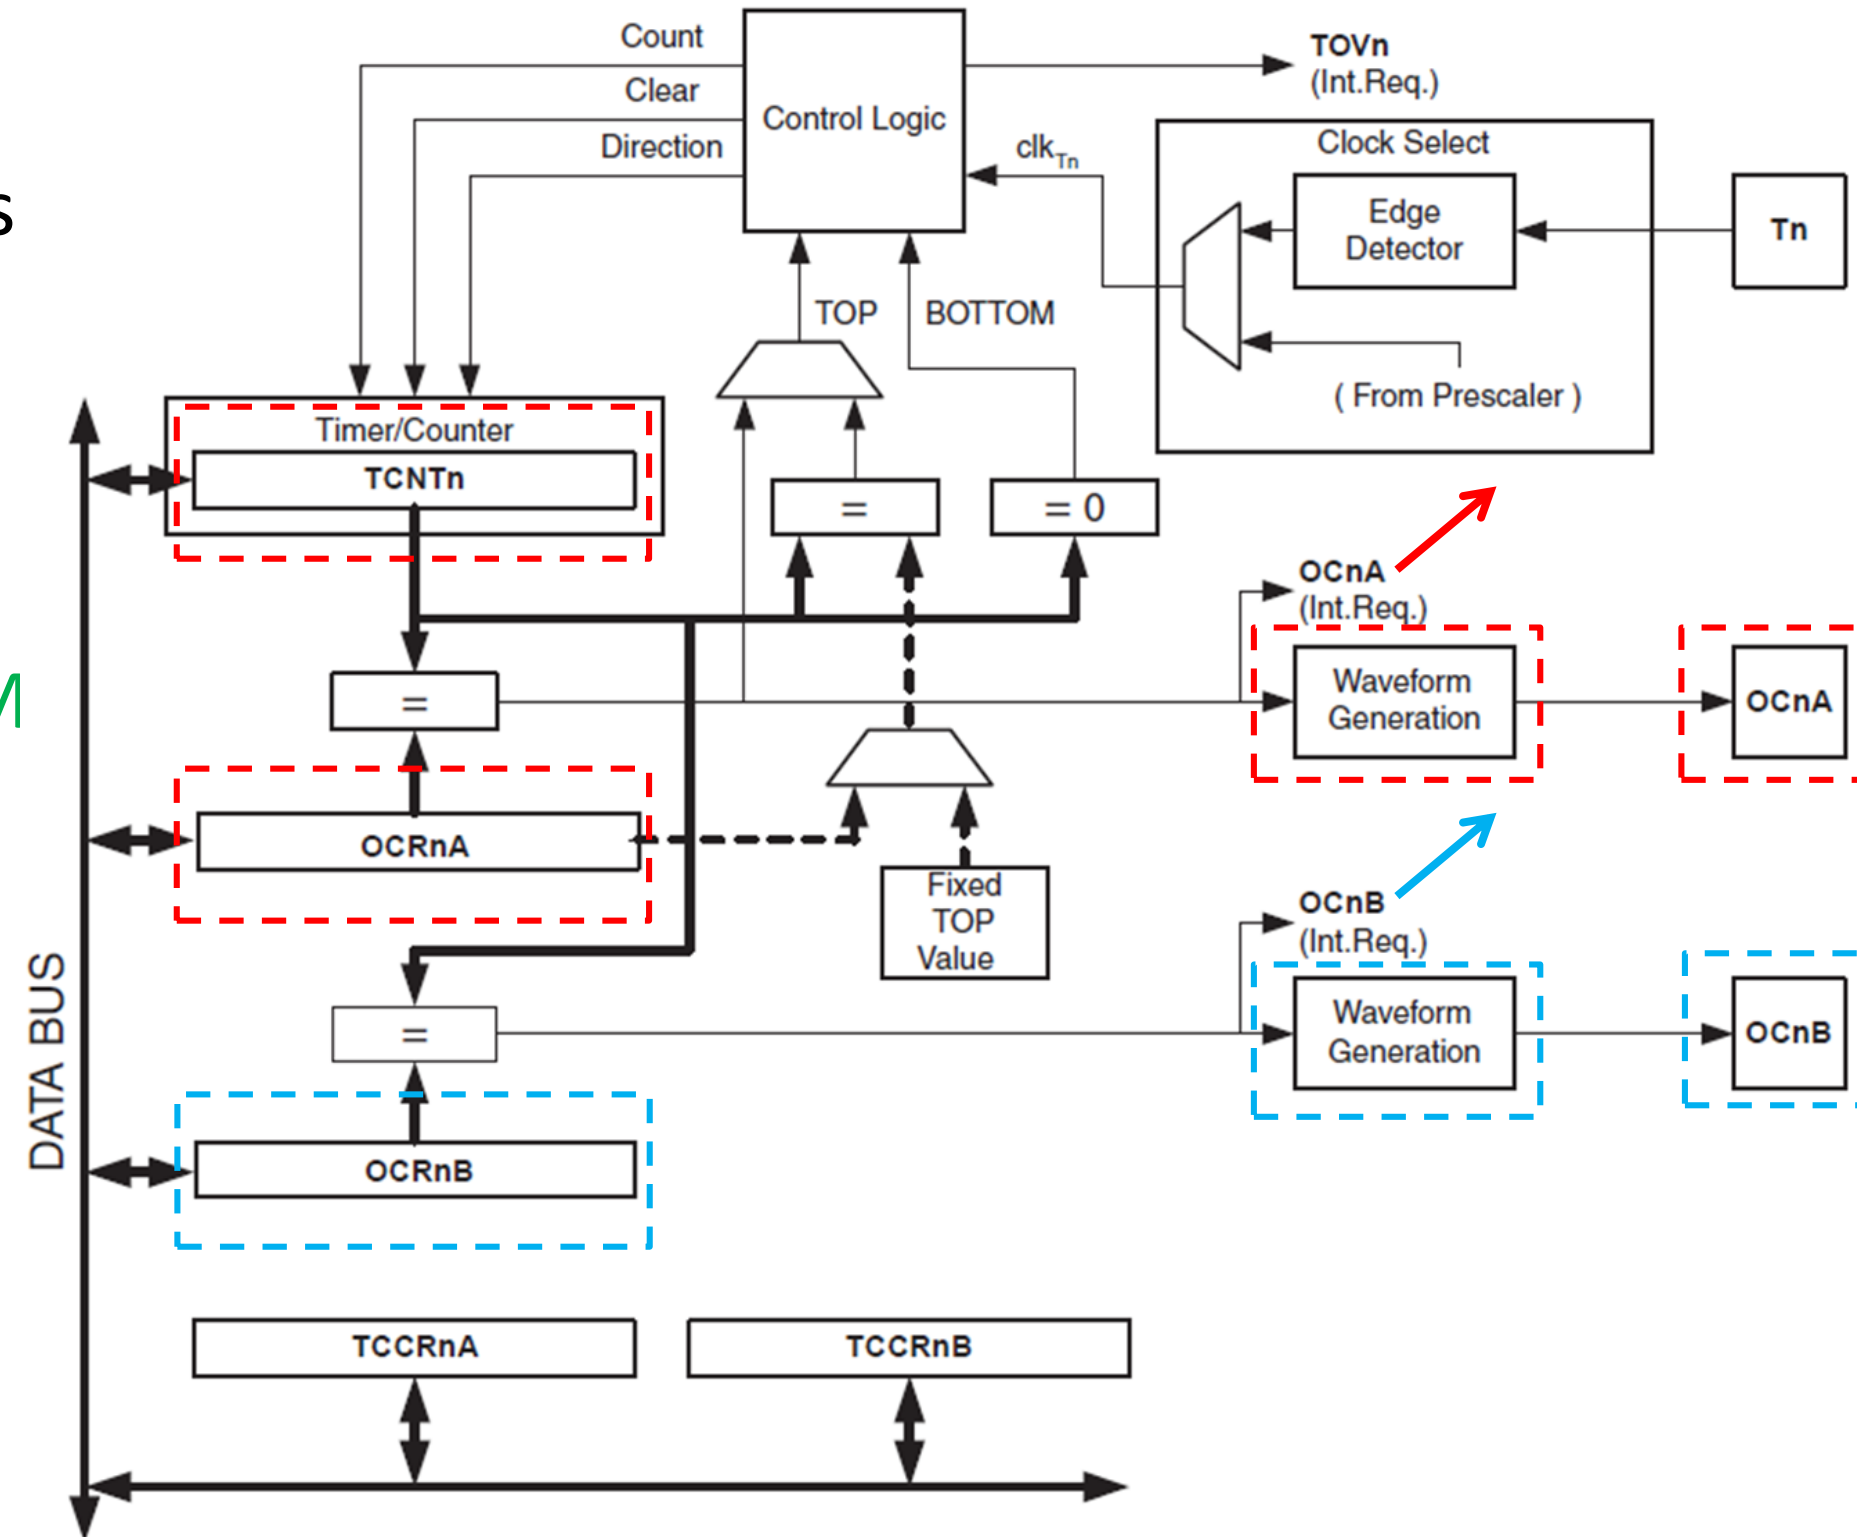 Count
Clear
Direction
Control Logic
TOVn
(Int.Req.)
clkTn
Clock Select
Edge
Detector
Tn
s
TOP
BOTTOM
( From Prescaler )
Timer/Counter
TCNTn
=
= 0
OCnA
(Int.Req.)
M
=
Waveform
Generation
OCnA
OCRnA
Fixed
TOP
Value
OCnB
(Int.Req.)
=
Waveform
Generation
OCnB
DATA BUS
OCRnB
TCCRnA
TCCRnB